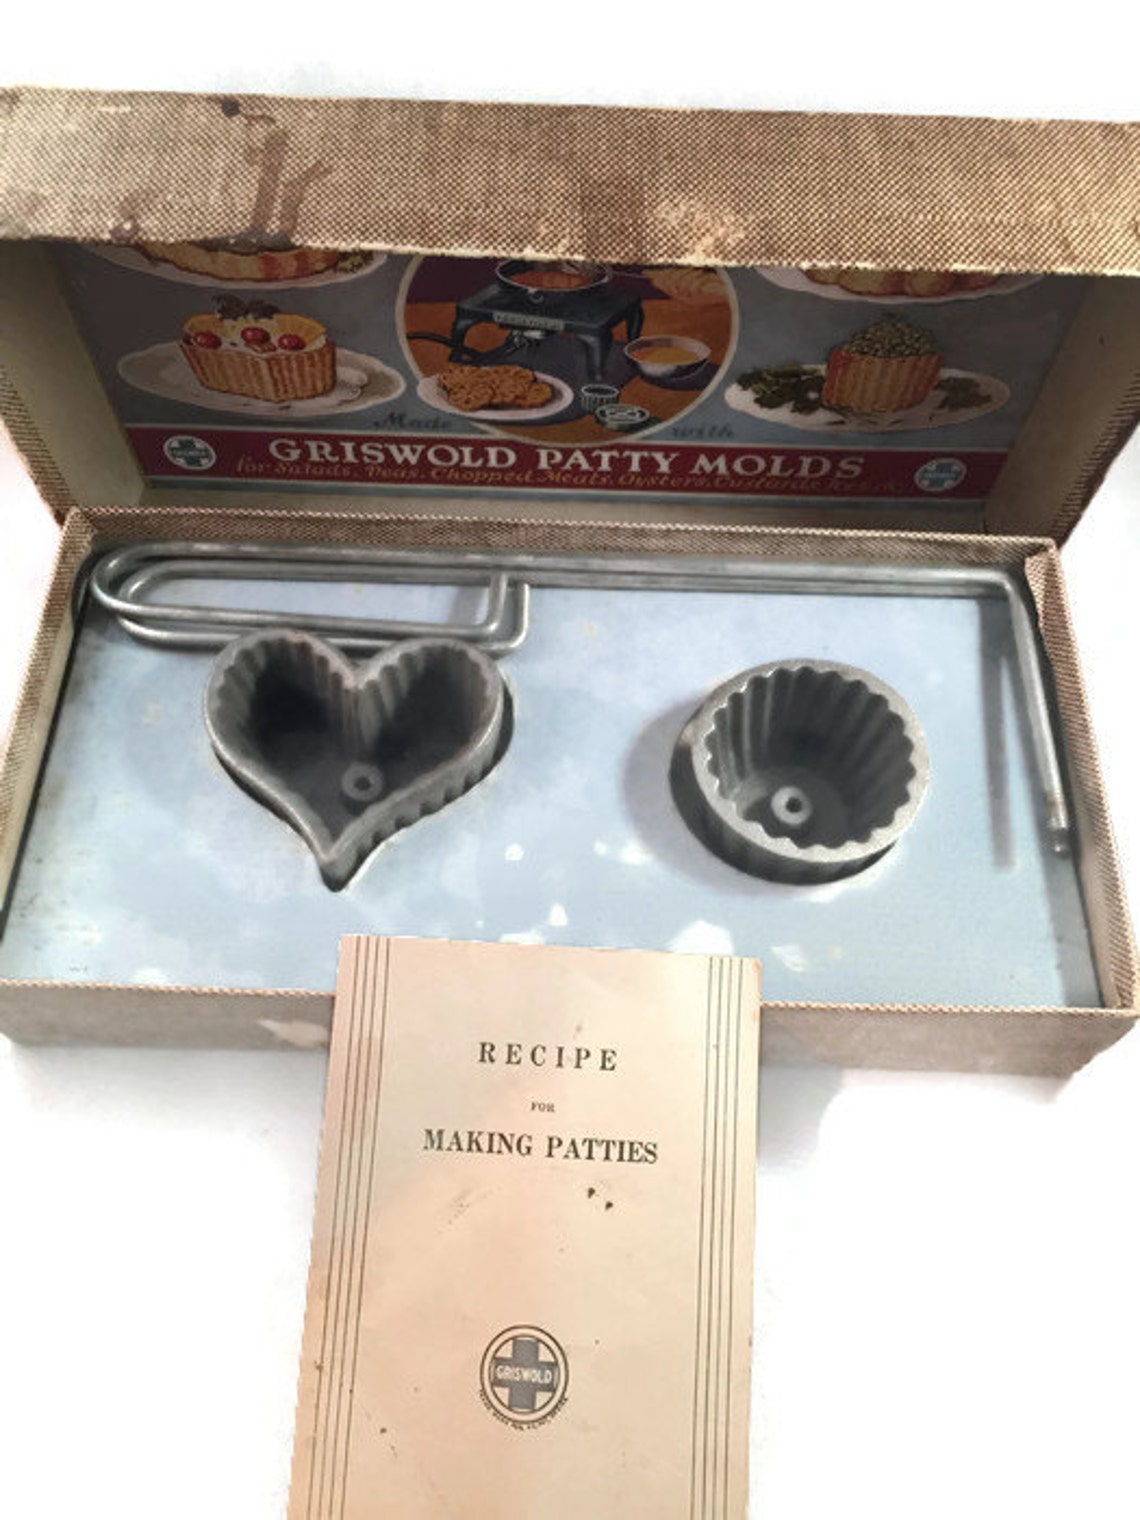 Made with
GRISWOLD PATTY MOLDS
for Salads, Peas, Chopped Meats, Oysters, Custards
RECIPE
FOR
MAKING PATTIES
GRISWOLD